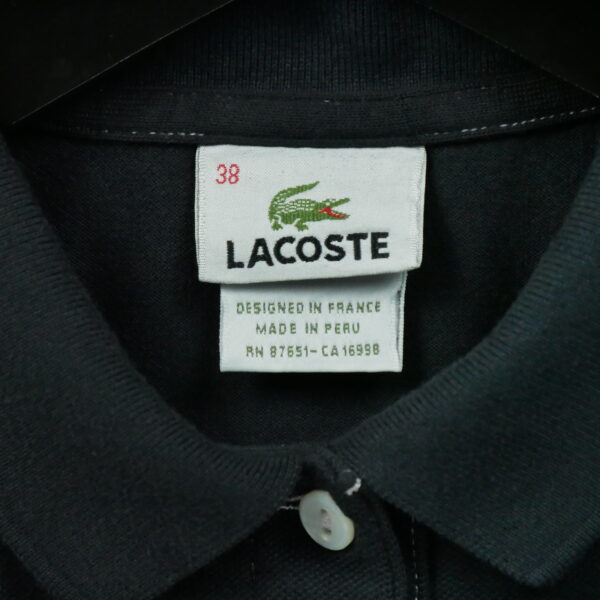 38
LACOSTE
DESIGNED IN FRANCE
MADE IN PERU
RN 87651-CA 16998